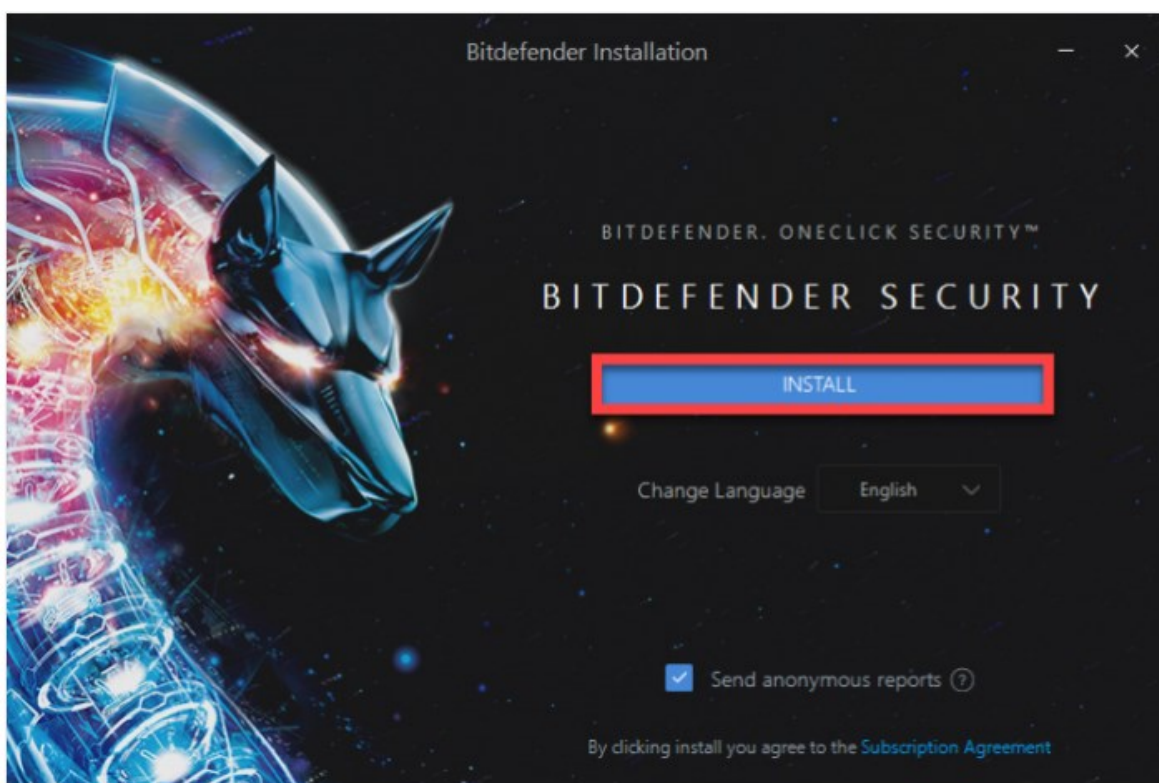 Bitdefender Installation
BITDEFENDER. ONECLICK SECURITY™
BITDEFENDER SECURITY
INSTALL
Change Language English
Send anonymous reports ?
By clicking install you agree to the Subscription Agreement